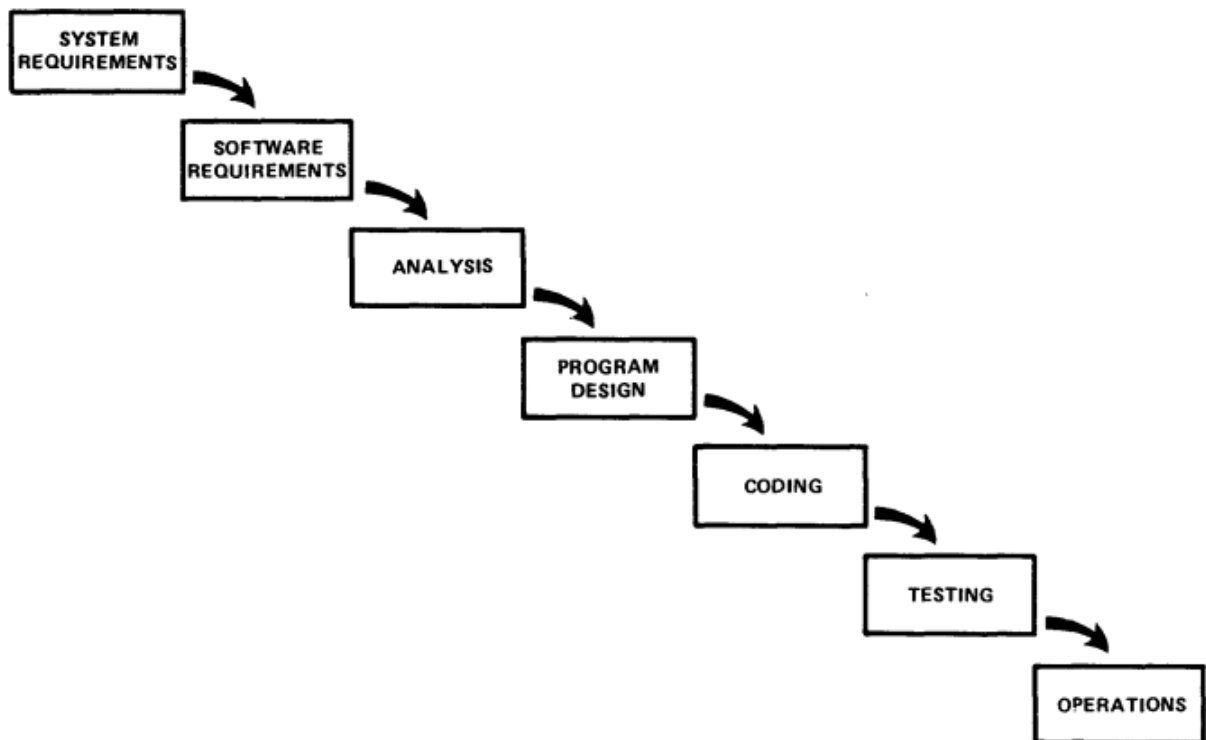 SYSTEM
REQUIREMENTS
SOFTWARE
REQUIREMENTS
ANALYSIS
PROGRAM
DESIGN
CODING
TESTING
OPERATIONS